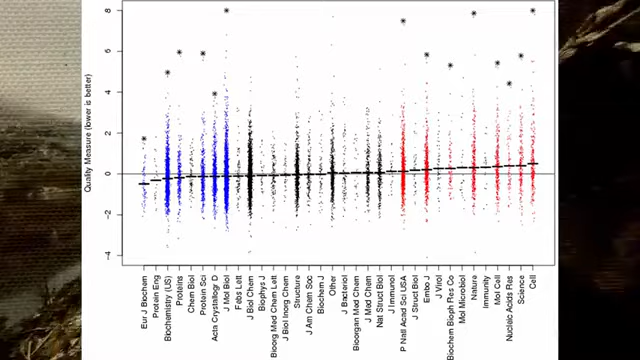 Quality Measure (lower is better)
8
6
4
2
0
-2
-4
Eur J Biochem
Protein Eng
Biochemistry (US)
Proteins
Chem Biol
Protein Sci
Acta Crystallogr D
J Mol Biol
Febs Lett
J Biol Chem
Biophys J
Bioorg Med Chem Lett
J Biol Inorg Chem
Structure
J Am Chem Soc
Biochem J
Other
J Bacteriol
Bioorgan Med Chem
J Med Chem
Nat Struct Biol
J Immunol
P Natl Acad Sci USA
J Struct Biol
Embo J
J Virol
Biochem Bioph Res Co
Mol Microbiol
Nature
Immunity
Mol Cell
Nucleic Acids Res
Science
Cell